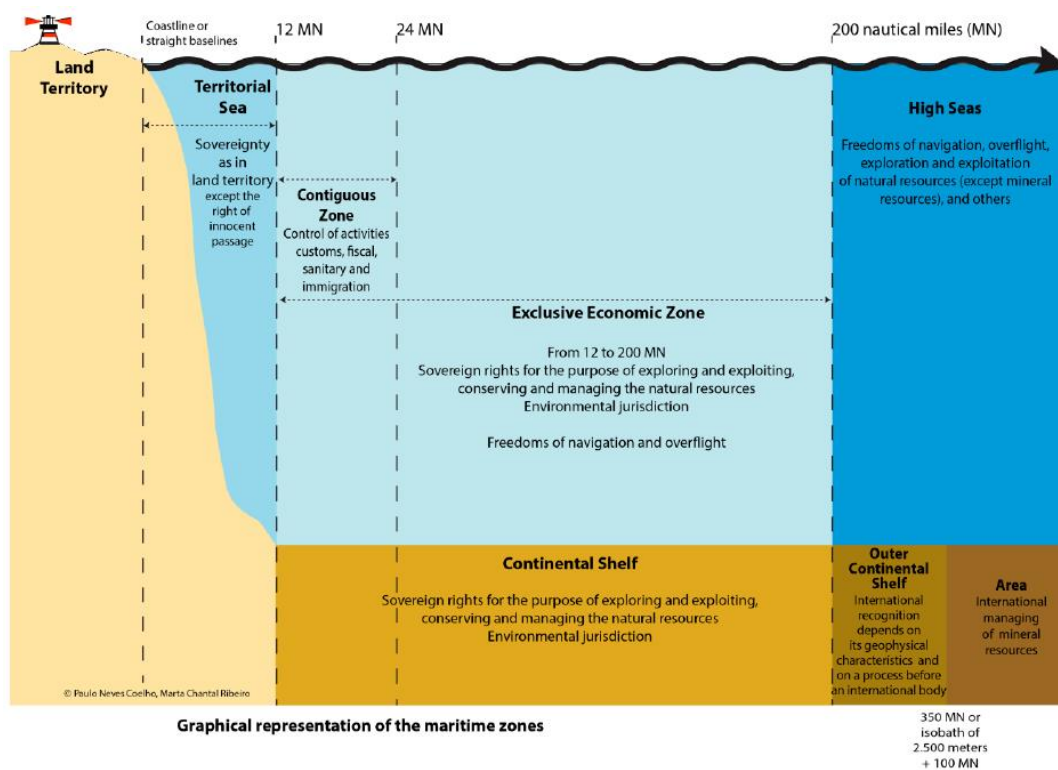 Coastline or
straight baselines
12 MN
24 MN
200 nautical miles (MN)
Land
Territory
Territorial
Sea
Sovereignty
as in
land territory
except the
right of
innocent
passage
Contiguous
Zone
Control of activities
customs, fiscal,
sanitary and
immigration
Exclusive Economic Zone
From 12 to 200 MN
Sovereign rights for the purpose of exploring and exploiting,
conserving and managing the natural resources
Environmental jurisdiction
Freedoms of navigation and overflight
High Seas
Freedoms of navigation, overflight,
exploration and exploitation
of natural resources (except mineral
resources), and others
Continental Shelf
Sovereign rights for the purpose of exploring and exploiting,
conserving and managing the natural resources
Environmental jurisdiction
Outer
Continental
Shelf
International
recognition
depends on
its geophysical
characteristics and
on a process before
an international body
Area
International
managing
of mineral
resources
© Paulo Neves Coelho, Marta Chantal Ribeiro
Graphical representation of the maritime zones
350 MN or
isobath of
2.500 meters
+ 100 MN